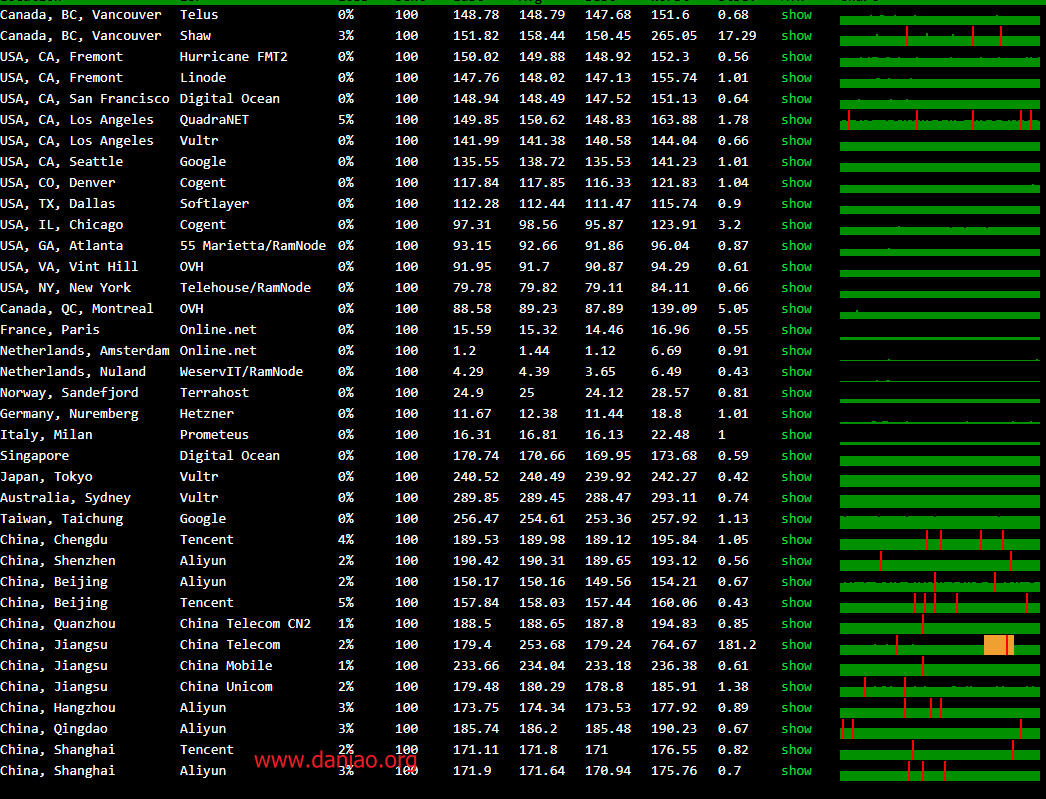 Canada, BC, Vancouver Telus 0% 100 148.78 148.79 147.68 151.6 0.68 show
Canada, BC, Vancouver Shaw 3% 100 151.82 158.44 150.45 265.05 17.29 show
USA, CA, Fremont Hurricane FMT2 0% 100 150.02 149.88 148.92 152.3 0.56 show
USA, CA, Fremont Linode 0% 100 147.76 148.02 147.13 155.74 1.01 show
USA, CA, San Francisco Digital Ocean 0% 100 148.94 148.49 147.52 151.13 0.64 show
USA, CA, Los Angeles QuadraNET 5% 100 149.85 150.62 148.83 163.88 1.78 show
USA, CA, Los Angeles Vultr 0% 100 141.99 141.38 140.58 144.04 0.66 show
USA, CA, Seattle Google 0% 100 135.55 138.72 135.53 141.23 1.01 show
USA, CO, Denver Cogent 0% 100 117.84 117.85 116.33 121.83 1.04 show
USA, TX, Dallas Softlayer 0% 100 112.28 112.44 111.47 115.74 0.9 show
USA, IL, Chicago Cogent 0% 100 97.31 98.56 95.87 123.91 3.2 show
USA, GA, Atlanta 55 Marietta/RamNode 0% 100 93.15 92.66 91.86 96.04 0.87 show
USA, VA, Vint Hill OVH 0% 100 91.95 91.7 90.87 94.29 0.61 show
USA, NY, New York Telehouse/RamNode 0% 100 79.78 79.82 79.11 84.11 0.66 show
Canada, QC, Montreal OVH 0% 100 88.58 89.23 87.89 139.09 5.05 show
France, Paris Online.net 0% 100 15.59 15.32 14.46 16.96 0.55 show
Netherlands, Amsterdam Online.net 0% 100 1.2 1.44 1.12 6.69 0.91 show
Netherlands, Nuland WeservIT/RamNode 0% 100 4.29 4.39 3.65 6.49 0.43 show
Norway, Sandefjord Terrahost 0% 100 24.9 25 24.12 28.57 0.81 show
Germany, Nuremberg Hetzner 0% 100 11.67 12.38 11.44 18.8 1.01 show
Italy, Milan Prometeus 0% 100 16.31 16.81 16.13 22.48 1 show
Singapore Digital Ocean 0% 100 170.74 170.66 169.95 173.68 0.59 show
Japan, Tokyo Vultr 0% 100 240.52 240.49 239.92 242.27 0.42 show
Australia, Sydney Vultr 0% 100 289.85 289.45 288.47 293.11 0.74 show
Taiwan, Taichung Google 0% 100 256.47 254.61 253.36 257.92 1.13 show
China, Chengdu Tencent 4% 100 189.53 189.98 189.12 195.84 1.05 show
China, Shenzhen Aliyun 2% 100 190.42 190.31 189.65 193.12 0.56 show
China, Beijing Aliyun 2% 100 150.17 150.16 149.56 154.21 0.67 show
China, Beijing Tencent 5% 100 157.84 158.03 157.44 160.06 0.43 show
China, Quanzhou China Telecom CN2 1% 100 188.5 188.65 187.8 194.83 0.85 show
China, Jiangsu China Telecom 2% 100 179.4 253.68 179.24 764.67 181.2 show
China, Jiangsu China Mobile 1% 100 233.66 234.04 233.18 236.38 0.61 show
China, Jiangsu China Unicom 2% 100 179.48 180.29 178.8 185.91 1.38 show
China, Hangzhou Aliyun 3% 100 173.75 174.34 173.53 177.92 0.89 show
China, Qingdao Aliyun 3% 100 185.74 186.2 185.48 190.23 0.67 show
China, Shanghai Tencent 2% 100 171.11 171.8 171 176.55 0.82 show
www.daniao.org
China, Shanghai Aliyun 3% 100 171.9 171.64 170.94 175.76 0.7 show